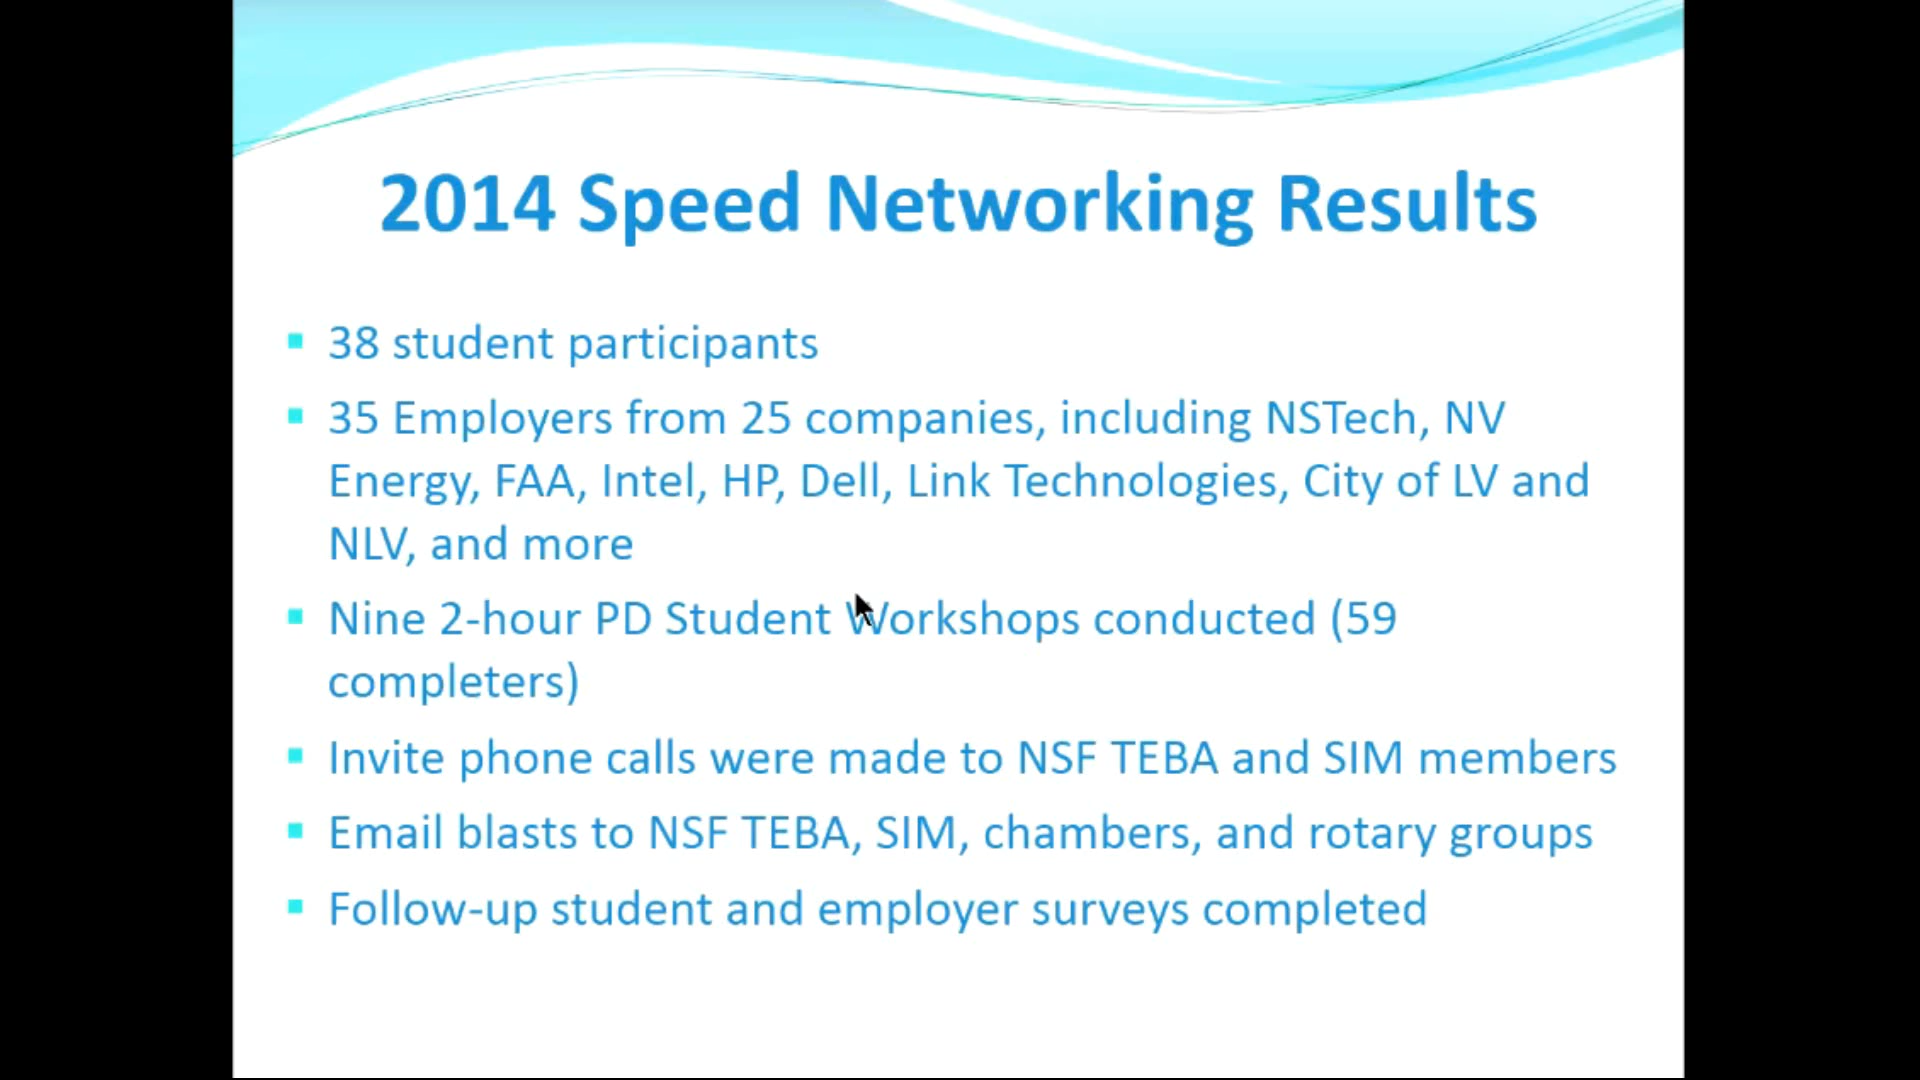 2014 Speed Networking Results
38 student participants
35 Employers from 25 companies, including NSTech, NV
Energy, FAA, Intel, HP, Dell, Link Technologies, City of LV and
NLV, and more
Nine 2-hour PD Student Workshops conducted (59
completers)
Invite phone calls were made to NSF TEBA and SIM members
Email blasts to NSF TEBA, SIM, chambers, and rotary groups
Follow-up student and employer surveys completed